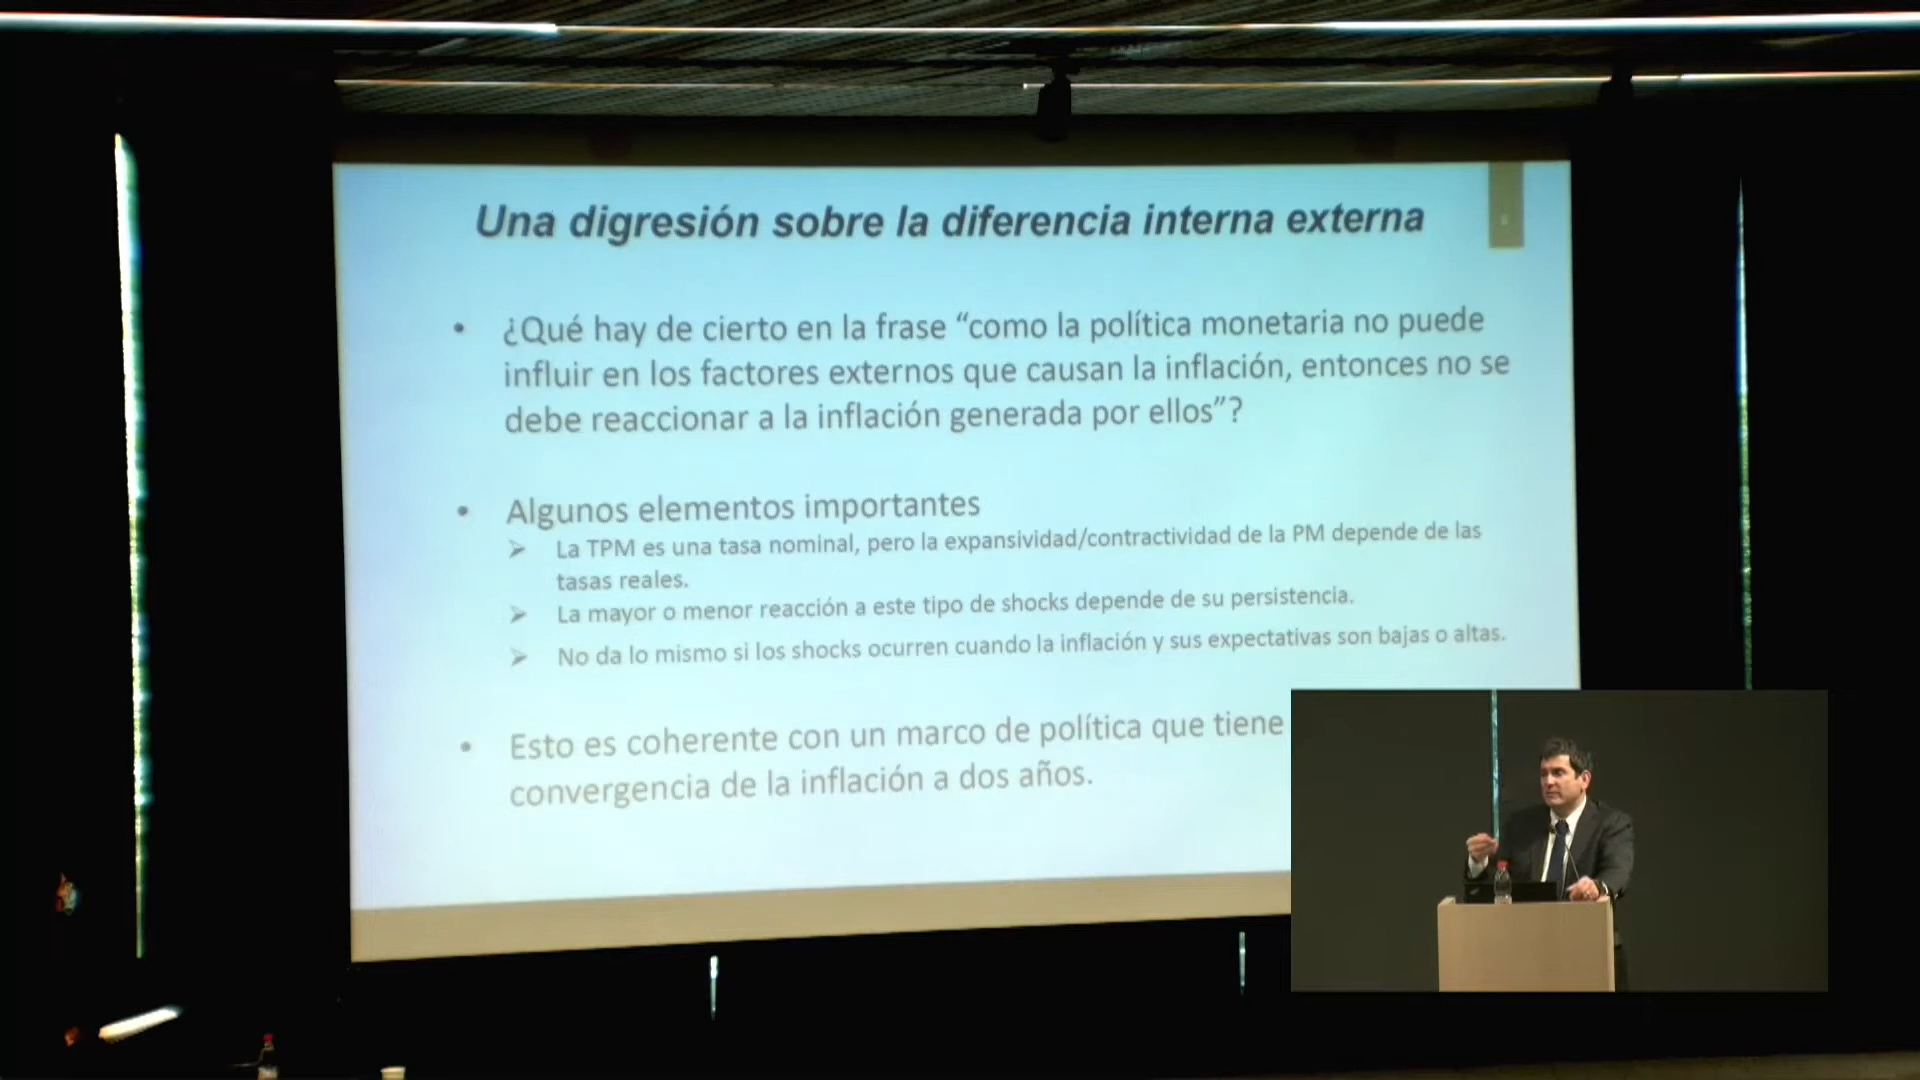 Una digresión sobre la diferencia interna externa
• ¿Qué hay de cierto en la frase “como la política monetaria no puede
influir en los factores externos que causan la inflación, entonces no se
debe reaccionar a la inflación generada por ellos”?
• Algunos elementos importantes
➢ La TPM es una tasa nominal, pero la expansividad/contractividad de la PM depende de las
tasas reales.
➢ La mayor o menor reacción a este tipo de shocks depende de su persistencia.
➢ No da lo mismo si los shocks ocurren cuando la inflación y sus expectativas son bajas o altas.
• Esto es coherente con un marco de política que tiene
convergencia de la inflación a dos años.